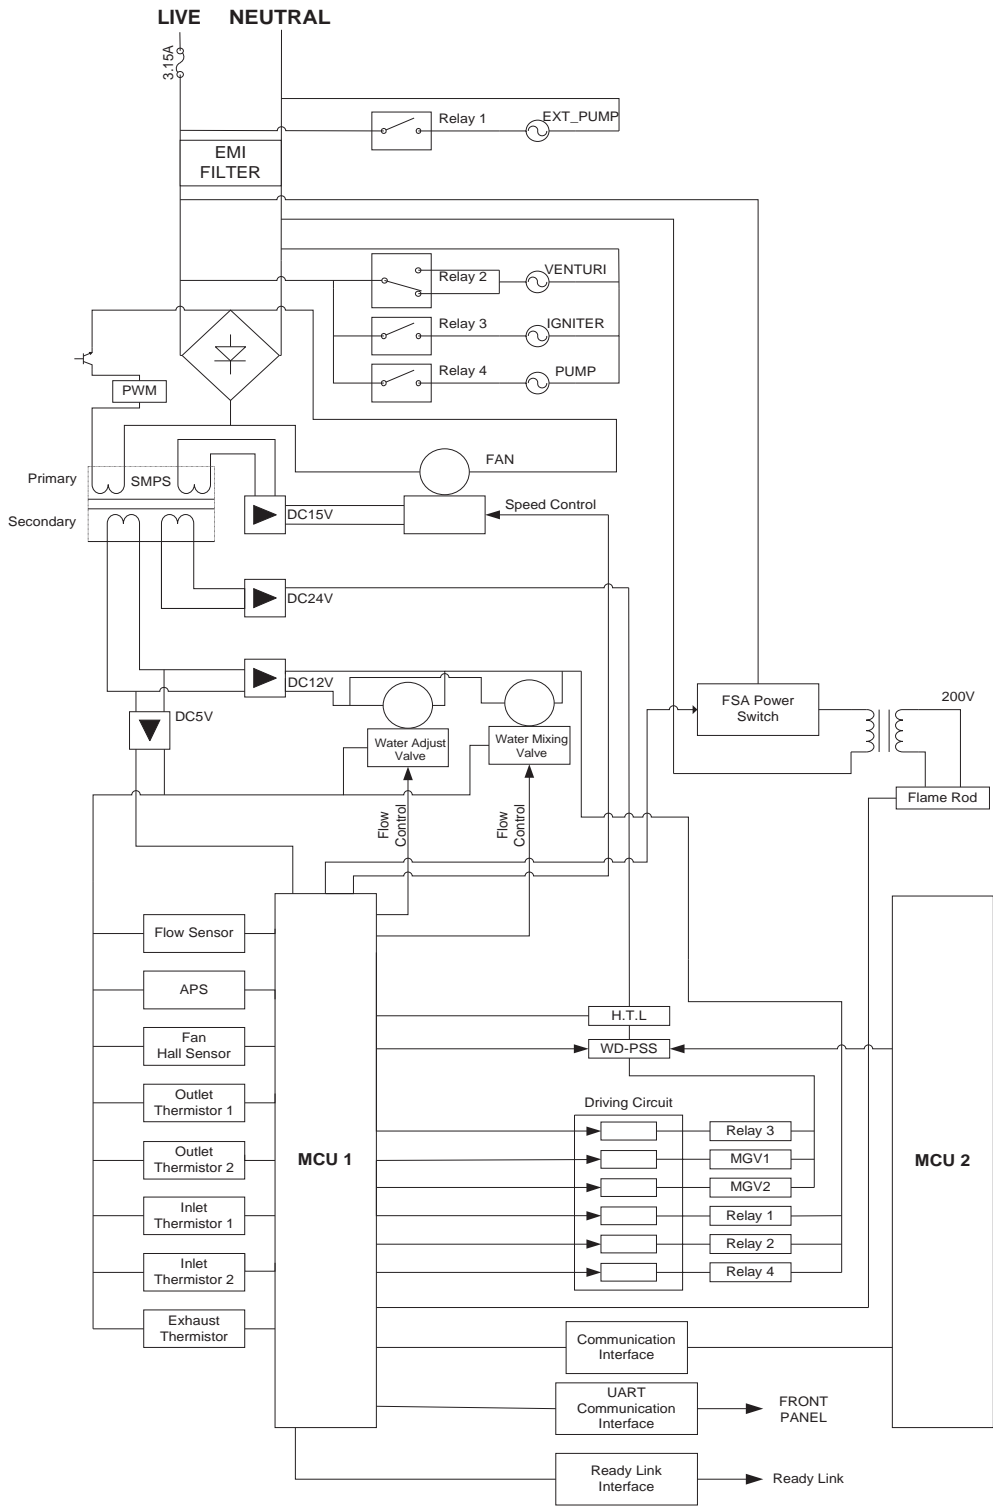 LIVE NEUTRAL
3.15A
Relay 1
EXT_PUMP
EMI
FILTER
Relay 2
VENTURI
Relay 3
IGNITER
Relay 4
PUMP
PWM
FAN
Primary
SMPS
Speed Control
DC15V
Secondary
DC24V
DC12V
FSA Power
Switch
200V
DC5V
Water Adjust
Valve
Water Mixing
Valve
Flame Rod
Flow
Control
Flow
Control
Flow Sensor
APS
H.T.L
Fan
Hall Sensor
WD-PSS
Outlet
Thermistor 1
Driving Circuit
Relay 3
MCU 1
MCU 2
Outlet
Thermistor 2
MGV1
MGV2
Inlet
Thermistor 1
Relay 1
Relay 2
Inlet
Thermistor 2
Relay 4
Exhaust
Thermistor
Communication
Interface
UART
Communication
Interface
FRONT
PANEL
Ready Link
Interface
Ready Link